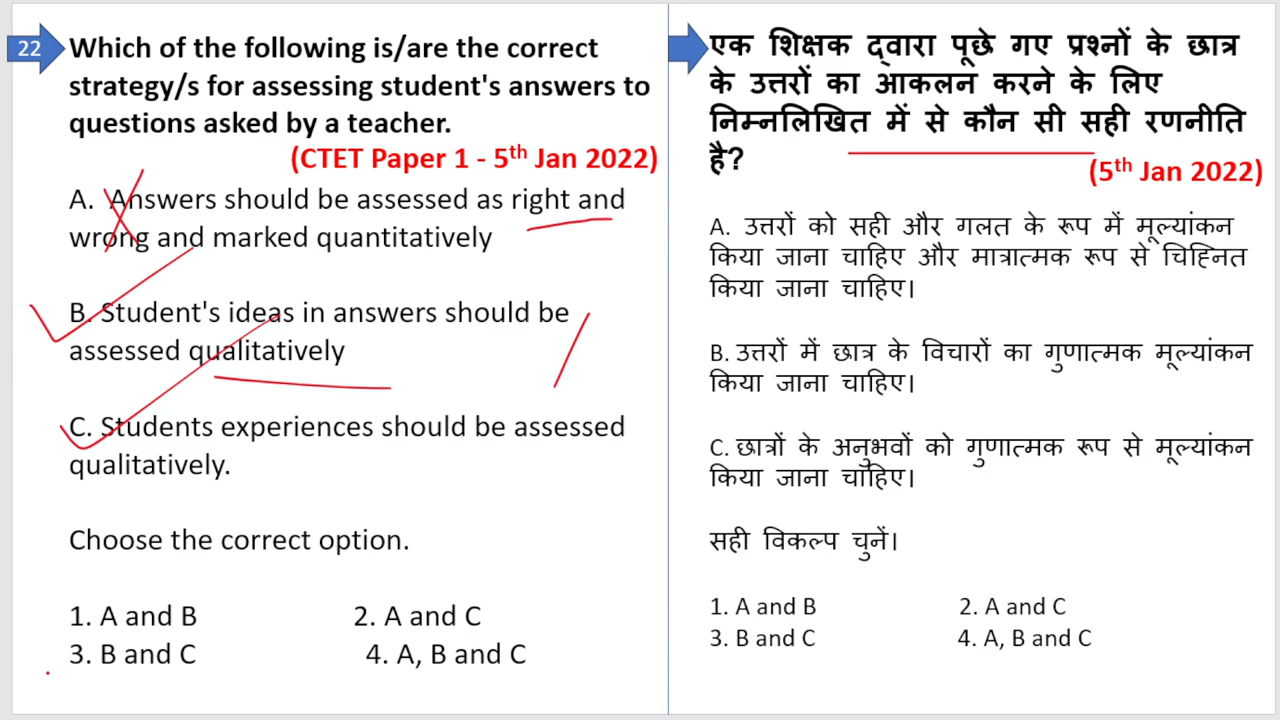 22
Which of the following is/are the correct
strategy/s for assessing student's answers to
questions asked by a teacher.
(CTET Paper 1 - 5th Jan 2022)
A. Answers should be assessed as right and
wrong and marked quantitatively
B. Student's ideas in answers should be
assessed qualitatively
C. Students experiences should be assessed
qualitatively.
Choose the correct option.
1. A and B 2. A and C
3. B and C 4. A, B and C
एक शिक्षक द्वारा पूछे गए प्रश्नों के छात्र
के उत्तरों का आकलन करने के लिए
निम्नलिखित में से कौन सी सही रणनीति
है?
(5th Jan 2022)
A. उत्तरों को सही और गलत के रूप में मूल्यांकन
किया जाना चाहिए और मात्रात्मक रूप से चिह्नित
किया जाना चाहिए।
B. उत्तरों में छात्र के विचारों का गुणात्मक मूल्यांकन
किया जाना चाहिए।
C. छात्रों के अनुभवों को गुणात्मक रूप से मूल्यांकन
किया जाना चाहिए।
सही विकल्प चुनें।
1. A and B 2. A and C
3. B and C 4. A, B and C